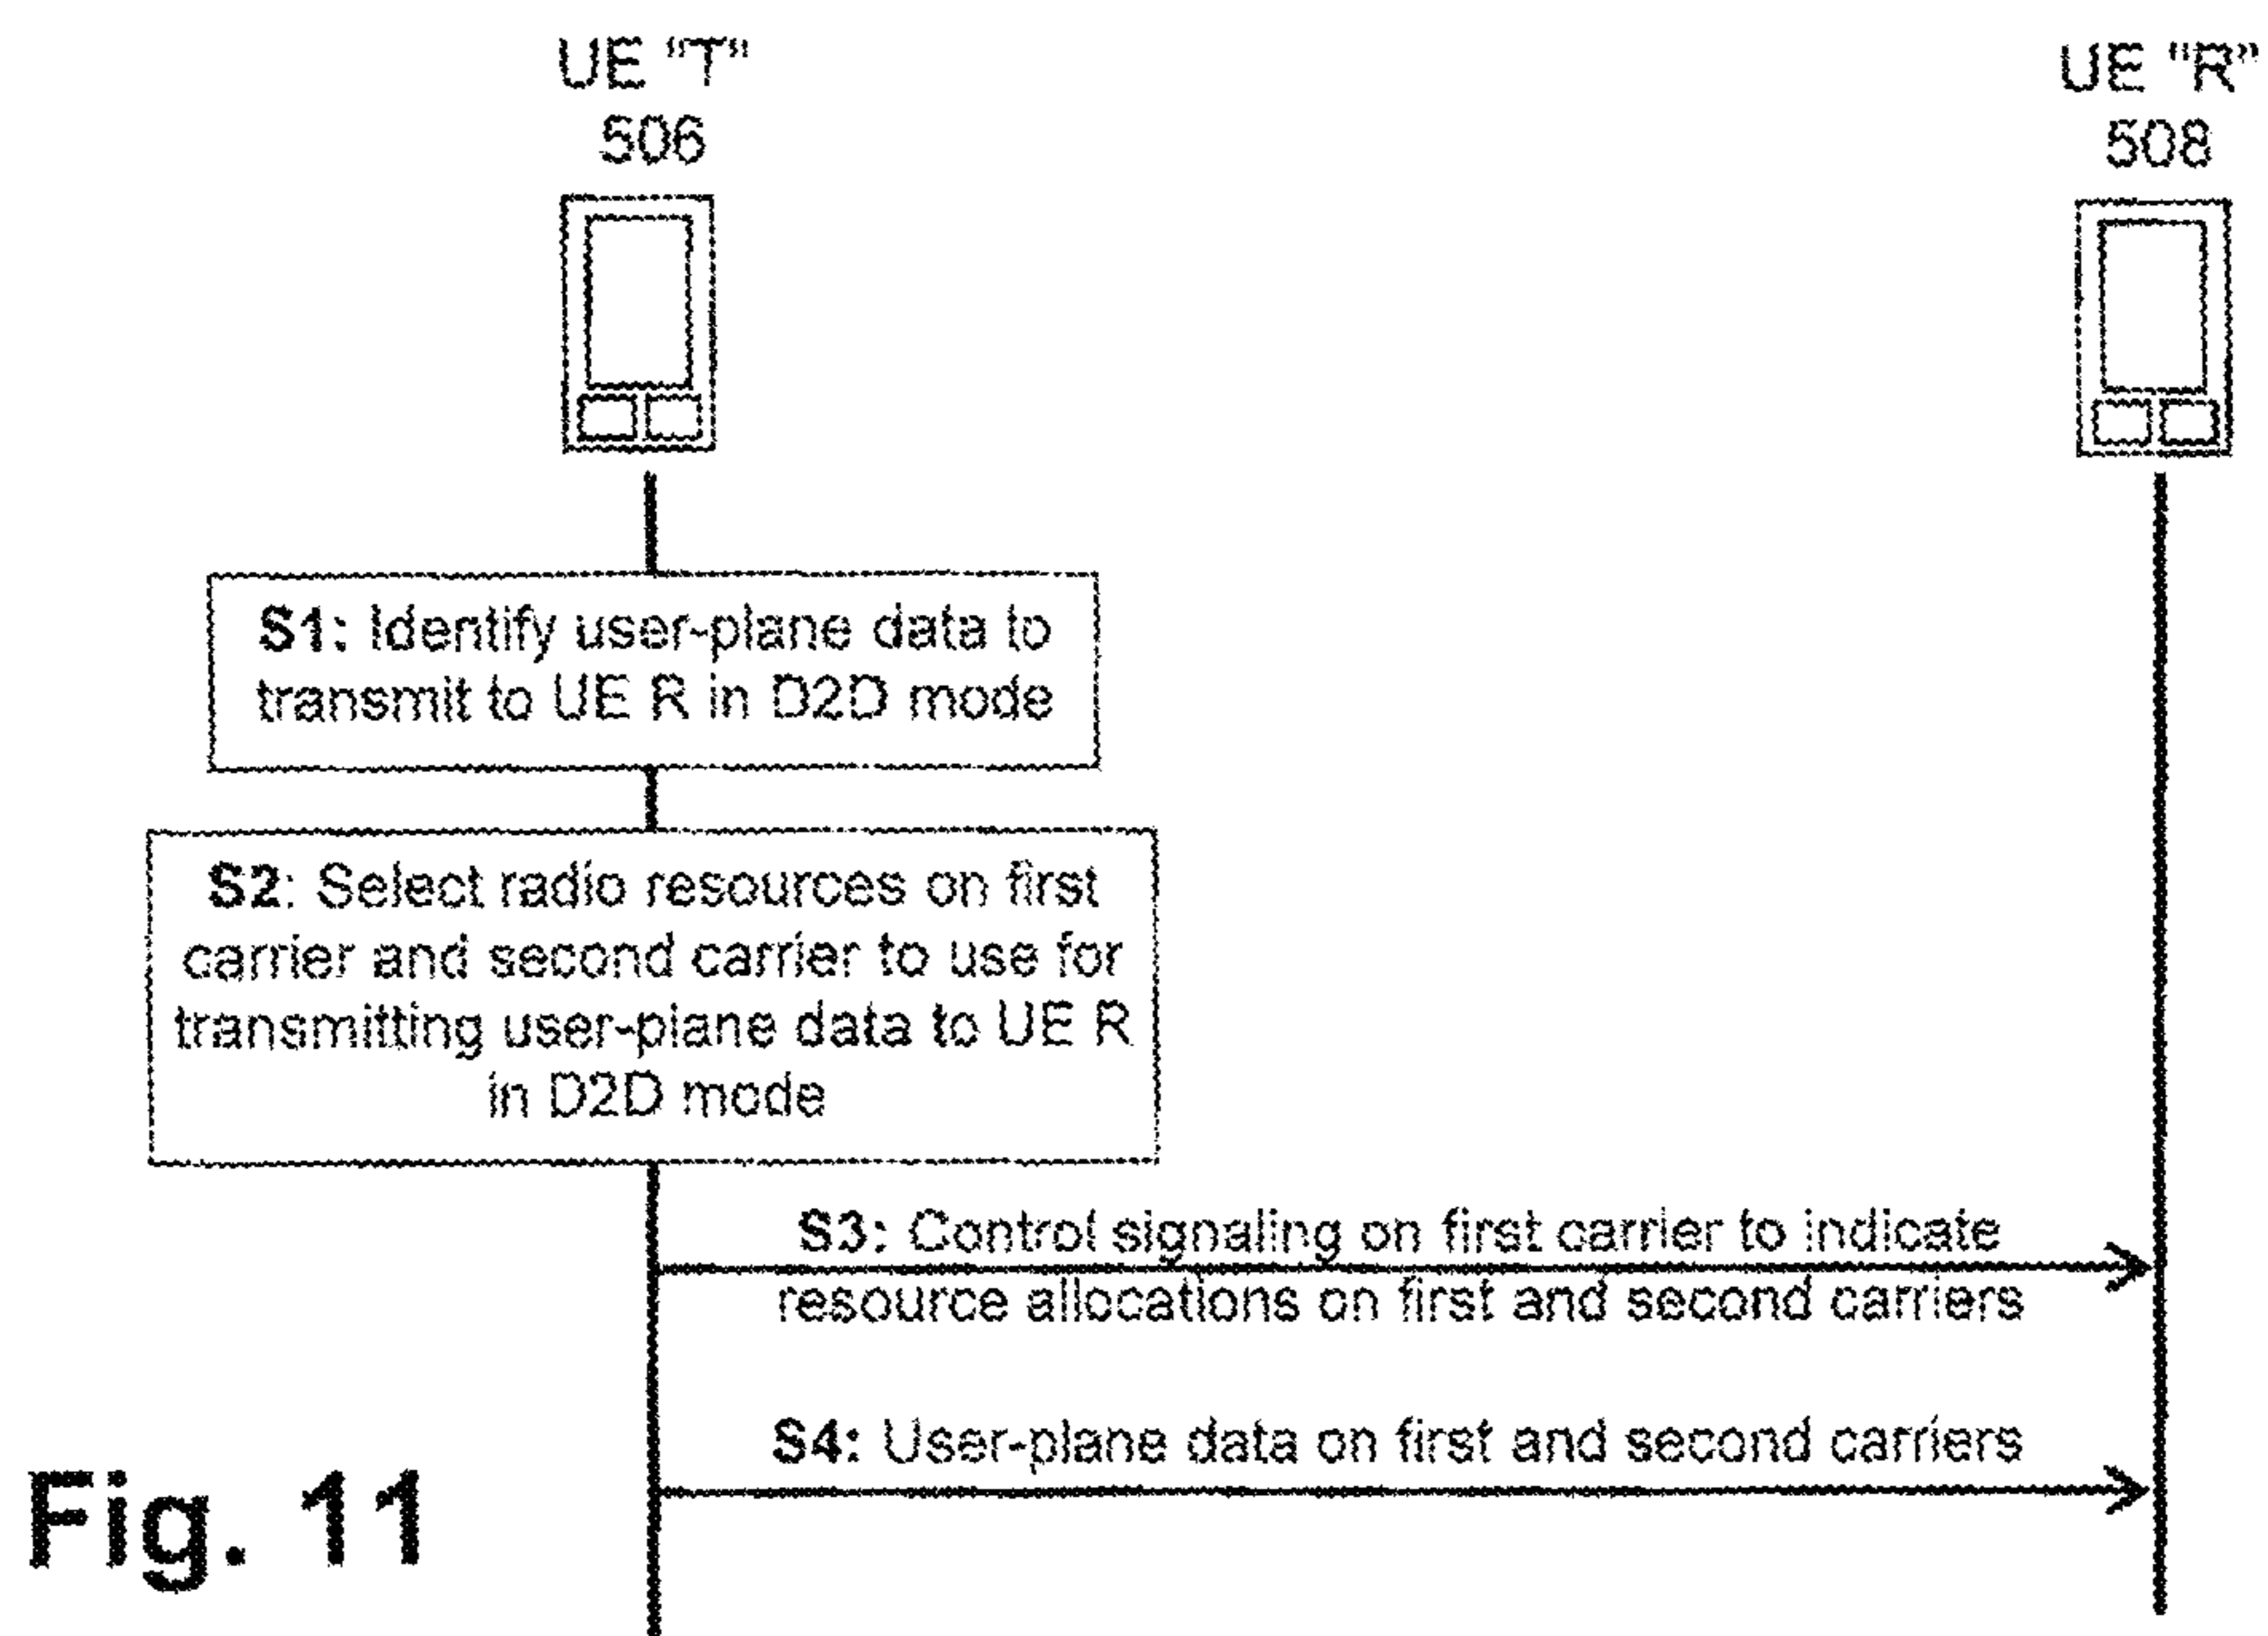 UE "T"
506
UE "R"
508
S1: Identify user-plane data to
transmit to UE R in D2D mode
S2: Select radio resources on first
carrier and second carrier to use for
transmitting user-plane data to UE R
in D2D mode
S3: Control signaling on first carrier to indicate
resource allocations on first and second carriers
S4: User-plane data on first and second carriers
Fig. 11